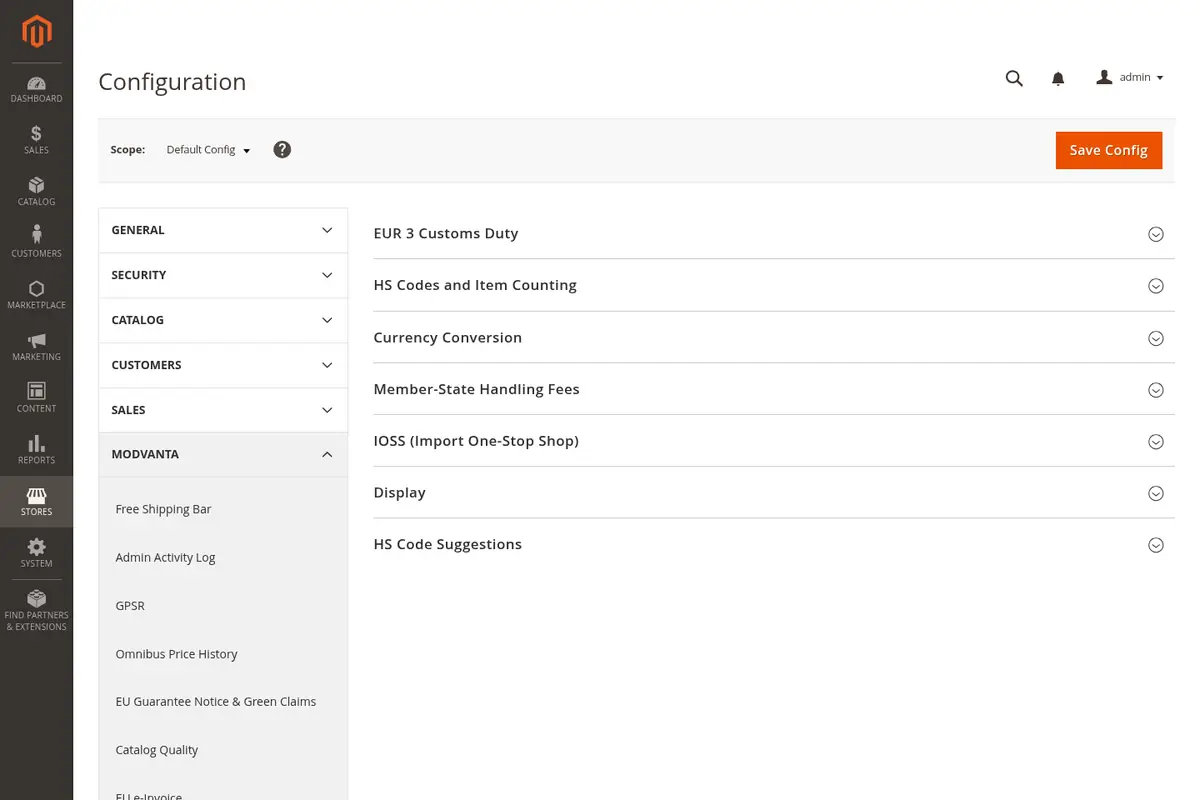 Configuration
admin
DASHBOARD
SALES
CATALOG
CUSTOMERS
MARKETPLACE
MARKETING
CONTENT
REPORTS
STORES
SYSTEM
FIND PARTNERS
& EXTENSIONS
Scope: Default Config ?
Save Config
GENERAL
SECURITY
CATALOG
CUSTOMERS
SALES
MODVANTA
Free Shipping Bar
Admin Activity Log
GPSR
Omnibus Price History
EU Guarantee Notice & Green Claims
Catalog Quality
EU e-Invoice
EUR 3 Customs Duty
HS Codes and Item Counting
Currency Conversion
Member-State Handling Fees
IOSS (Import One-Stop Shop)
Display
HS Code Suggestions